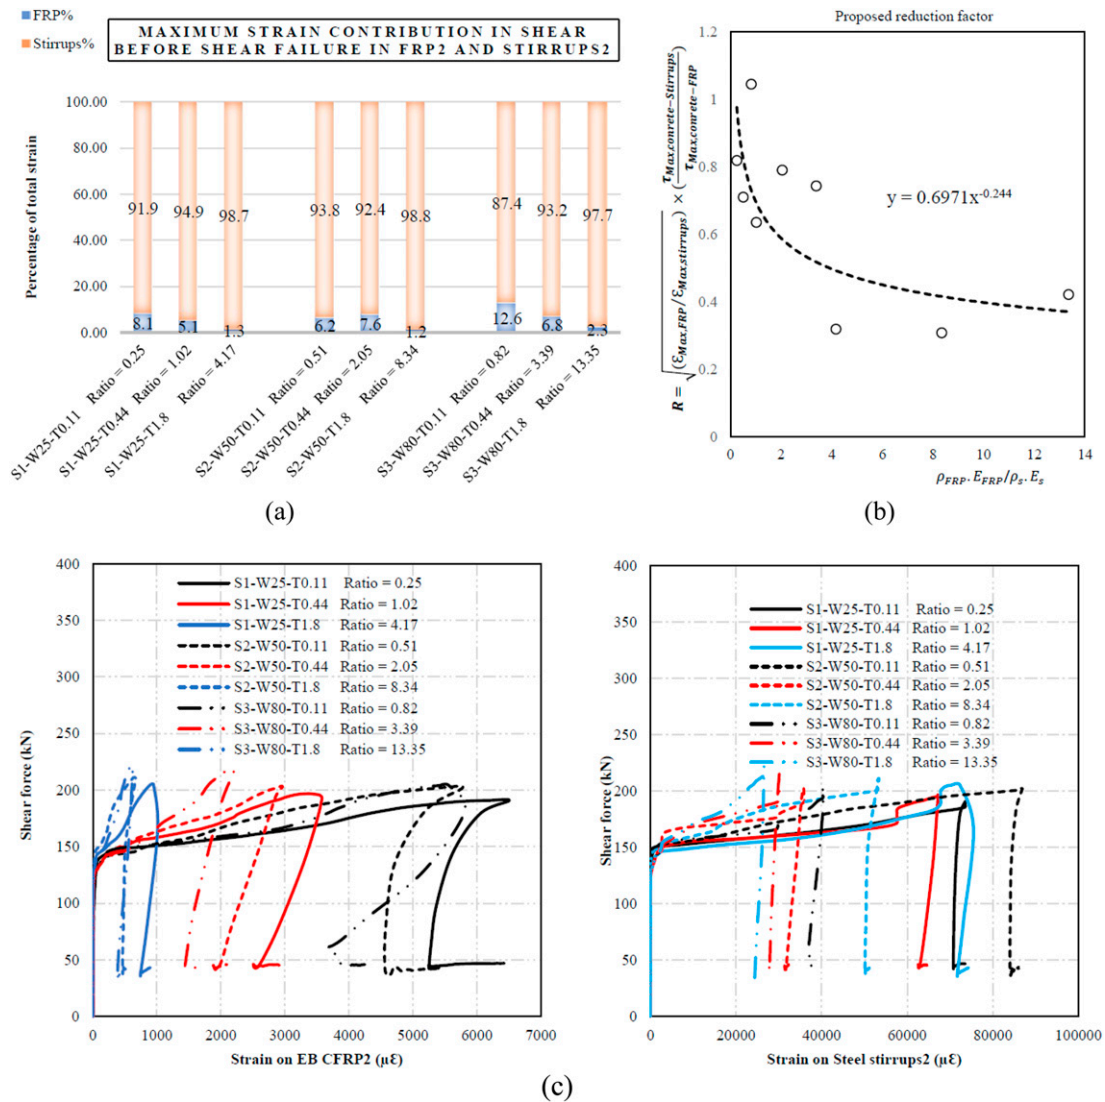 FRP%
Stirrups%
MAXIMUM STRAIN CONTRIBUTION IN SHEAR
BEFORE SHEAR FAILURE IN FRP2 AND STIRRUPS2
Percentage of total strain
100.00
80.00
60.00
40.00
20.00
0.00
91.9
94.9
98.7
93.8
92.4
98.8
87.4
93.2
97.7
8.1
5.1
1.3
6.2
7.6
1.2
12.6
6.8
2.3
S1-W25-T0.11 Ratio = 0.25
S1-W25-T0.44 Ratio = 1.02
S1-W25-T1.8 Ratio = 4.17
S2-W50-T0.11 Ratio = 0.51
S2-W50-T0.44 Ratio = 2.05
S2-W50-T1.8 Ratio = 8.34
S3-W80-T0.11 Ratio = 0.82
S3-W80-T0.44 Ratio = 3.39
S3-W80-T1.8 Ratio = 13.35
(a)
Proposed reduction factor
R = √(ƐMax,FRP/ƐMax,stirrups) × (τMax,conrete−Stirrups/τMax,conrete−FRP)
1.2
1
0.8
0.6
0.4
0.2
0
y = 0.6971x^-0.244
0 2 4 6 8 10 12 14
ρFRP.EFRP/ρs.Es
(b)
Shear force (kN)
400
350
300
250
200
150
100
50
0
S1-W25-T0.11 Ratio = 0.25
S1-W25-T0.44 Ratio = 1.02
S1-W25-T1.8 Ratio = 4.17
S2-W50-T0.11 Ratio = 0.51
S2-W50-T0.44 Ratio = 2.05
S2-W50-T1.8 Ratio = 8.34
S3-W80-T0.11 Ratio = 0.82
S3-W80-T0.44 Ratio = 3.39
S3-W80-T1.8 Ratio = 13.35
0 1000 2000 3000 4000 5000 6000 7000
Strain on EB CFRP2 (µƐ)
Shear force (kN)
400
350
300
250
200
150
100
50
0
S1-W25-T0.11 Ratio = 0.25
S1-W25-T0.44 Ratio = 1.02
S1-W25-T1.8 Ratio = 4.17
S2-W50-T0.11 Ratio = 0.51
S2-W50-T0.44 Ratio = 2.05
S2-W50-T1.8 Ratio = 8.34
S3-W80-T0.11 Ratio = 0.82
S3-W80-T0.44 Ratio = 3.39
S3-W80-T1.8 Ratio = 13.35
0 20000 40000 60000 80000 100000
Strain on Steel stirrups2 (µƐ)
(c)